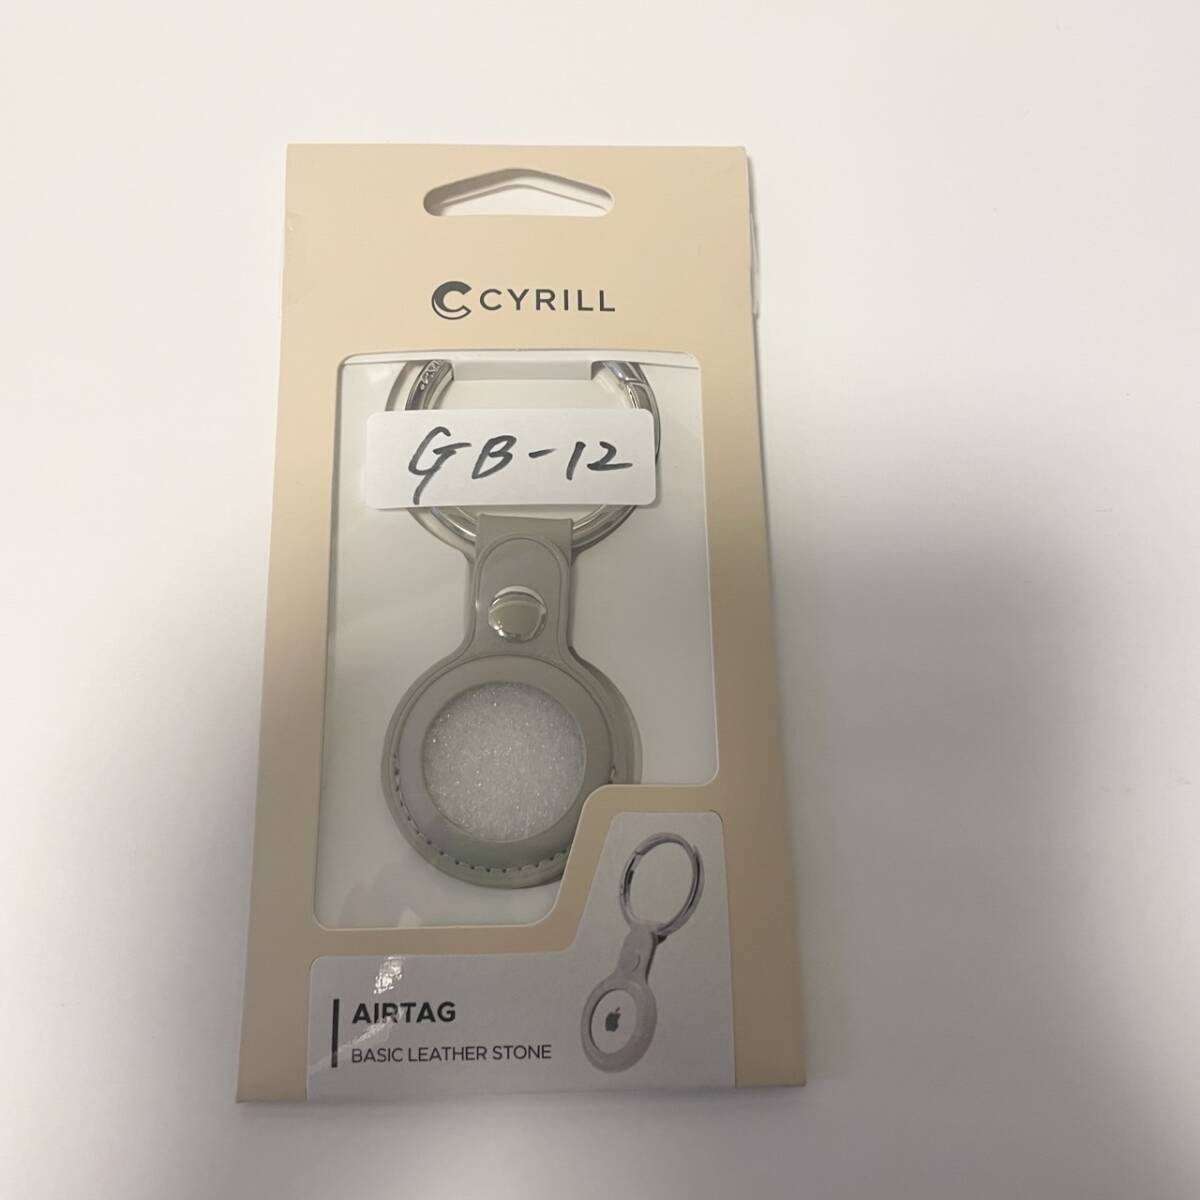 CYRILL
GB-12
AIRTAG
BASIC LEATHER STONE